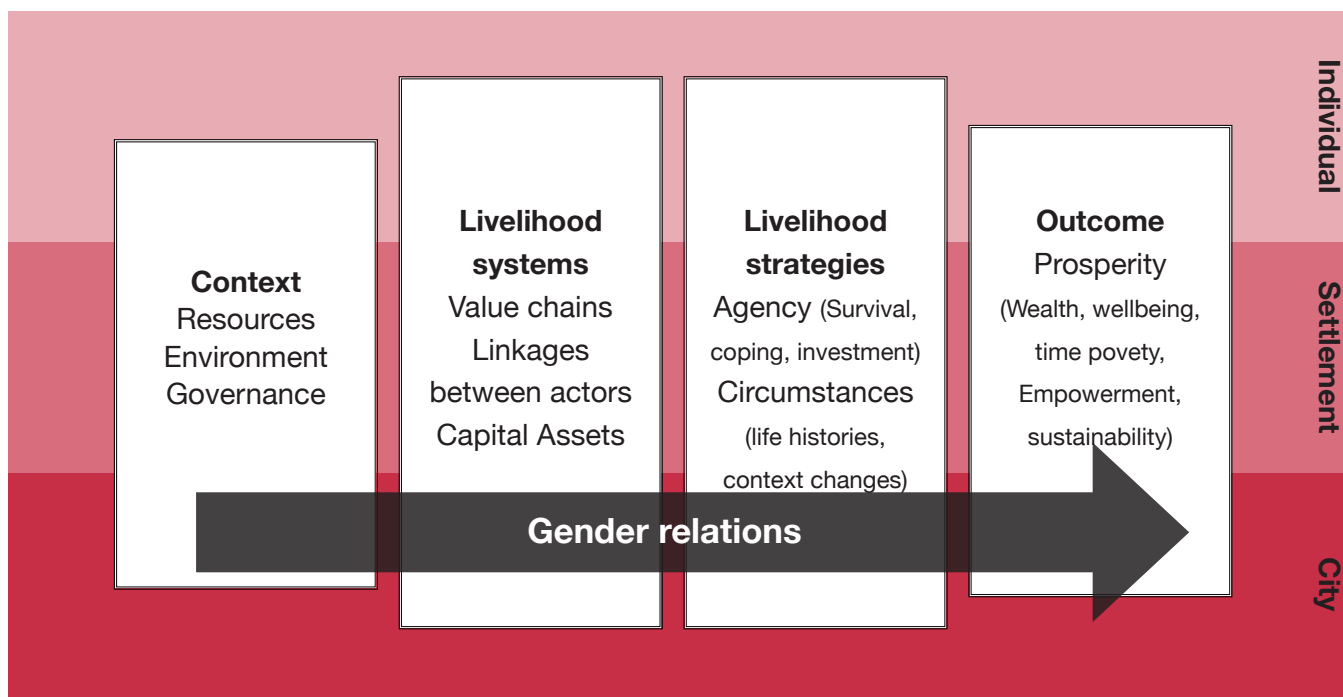 Context
Resources
Environment
Governance
Livelihood
systems
Value chains
Linkages
between actors
Capital Assets
Livelihood
strategies
Agency (Survival,
coping, investment)
Circumstances
(life histories,
context changes)
Outcome
Prosperity
(Wealth, wellbeing,
time povety,
Empowerment,
sustainability)
Gender relations
Individual
Settlement
City